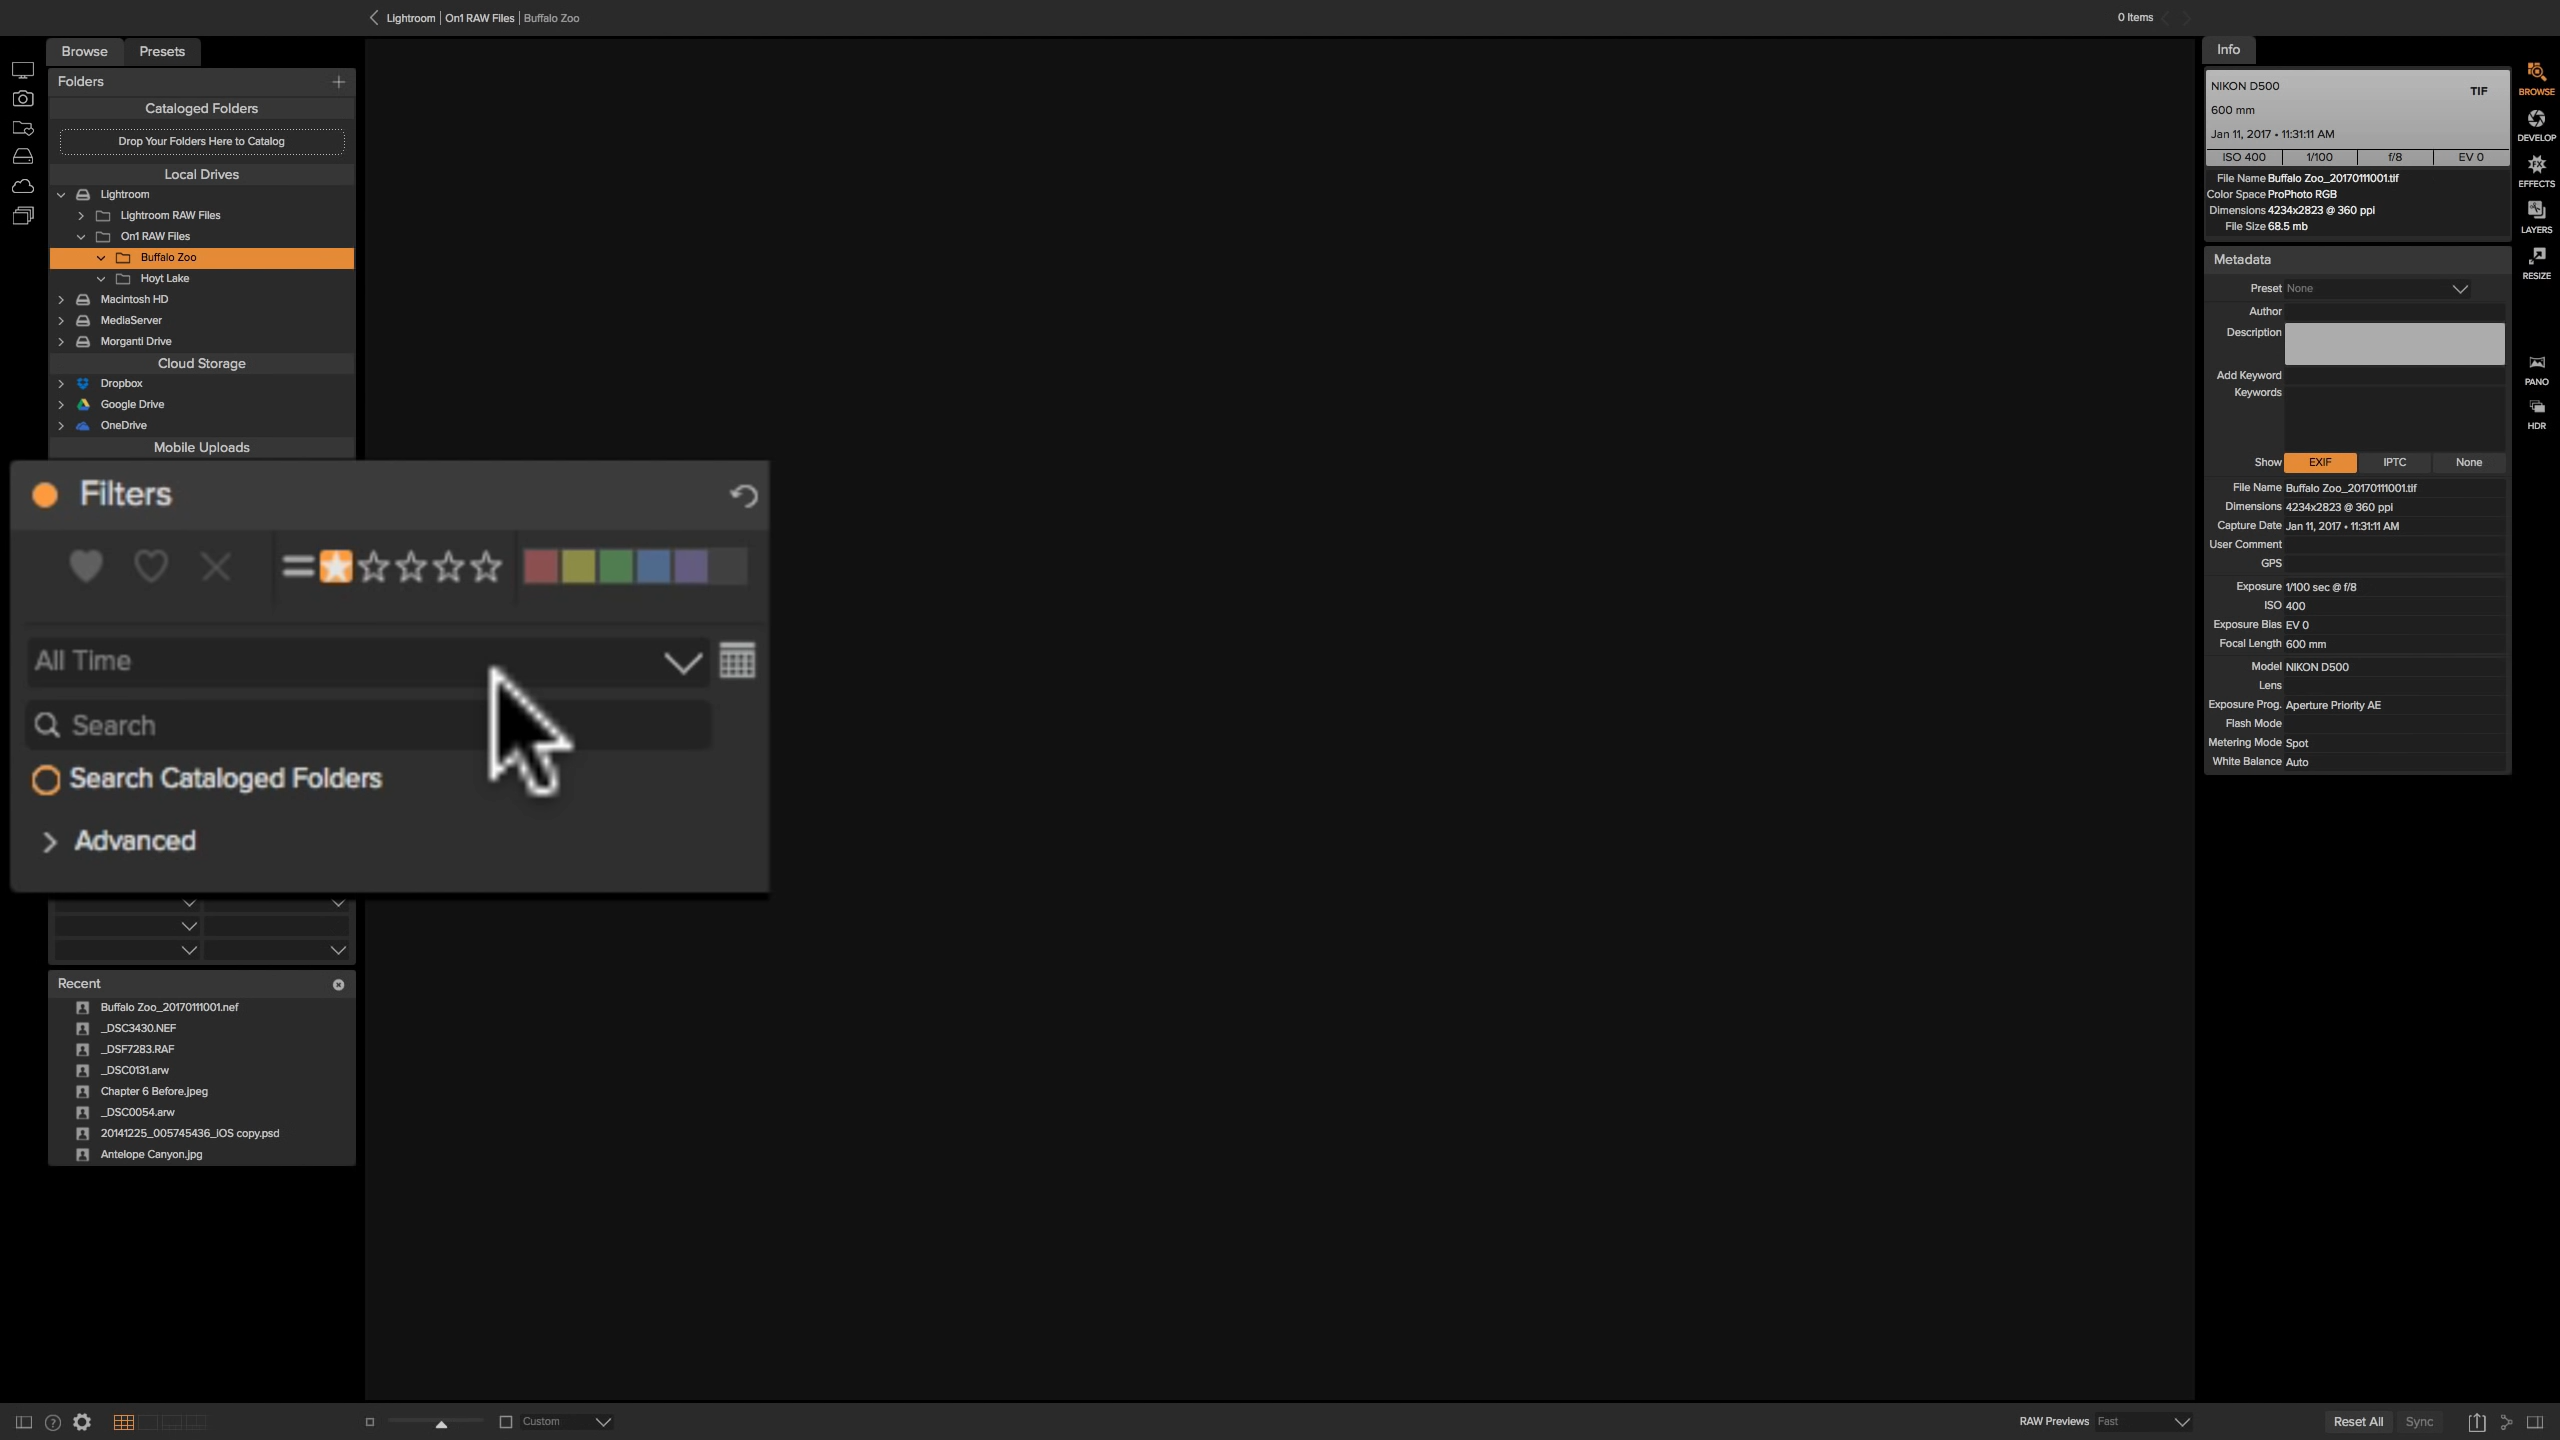 Lightroom | On1 RAW Files | Buffalo Zoo
0 Items
Browse
Presets
Folders
Cataloged Folders
Drop Your Folders Here to Catalog
Local Drives
Lightroom
Lightroom RAW Files
On1 RAW Files
Buffalo Zoo
Hoyt Lake
Macintosh HD
MediaServer
Morganti Drive
Cloud Storage
Dropbox
Google Drive
OneDrive
Mobile Uploads
Filters
All Time
Search
Search Cataloged Folders
Advanced
Recent
Buffalo Zoo_20170111001.nef
_DSC3430.NEF
_DSF7283.RAF
_DSC0131.arw
Chapter 6 Before.jpeg
_DSC0054.arw
20141225_005745436_iOS copy.psd
Antelope Canyon.jpg
Info
NIKON D500
TIF
600 mm
Jan 11, 2017 • 11:31:11 AM
ISO 400 1/100 f/8 EV 0
File Name Buffalo Zoo_20170111001.tif
Color Space ProPhoto RGB
Dimensions 4234x2823 @ 360 ppi
File Size 68.5 mb
Metadata
Preset None
Author
Description
Add Keyword
Keywords
Show EXIF IPTC None
File Name Buffalo Zoo_20170111001.tif
Dimensions 4234x2823 @ 360 ppi
Capture Date Jan 11, 2017 • 11:31:11 AM
User Comment
GPS
Exposure 1/100 sec @ f/8
ISO 400
Exposure Bias EV 0
Focal Length 600 mm
Model NIKON D500
Lens
Exposure Prog. Aperture Priority AE
Flash Mode
Metering Mode Spot
White Balance Auto
BROWSE
DEVELOP
FX
EFFECTS
LAYERS
RESIZE
PANO
HDR
?
Custom
RAW Previews Fast
Reset All
Sync